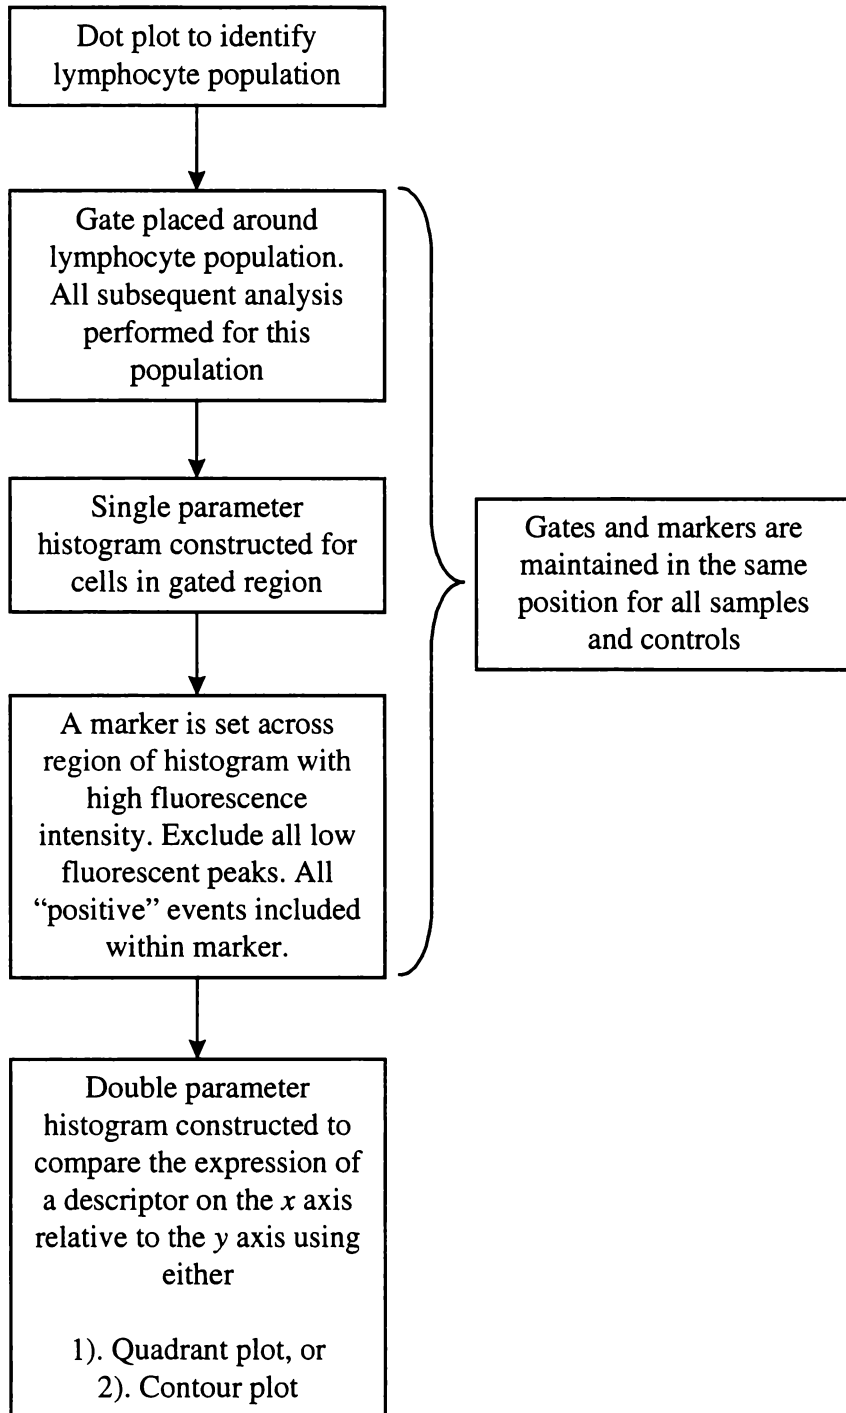 Dot plot to identify
lymphocyte population
Gate placed around
lymphocyte population.
All subsequent analysis
performed for this
population
Single parameter
histogram constructed for
cells in gated region
A marker is set across
region of histogram with
high fluorescence
intensity. Exclude all low
fluorescent peaks. All
“positive” events included
within marker.
Gates and markers are
maintained in the same
position for all samples
and controls
Double parameter
histogram constructed to
compare the expression of
a descriptor on the x axis
relative to the y axis using
either
1). Quadrant plot, or
2). Contour plot